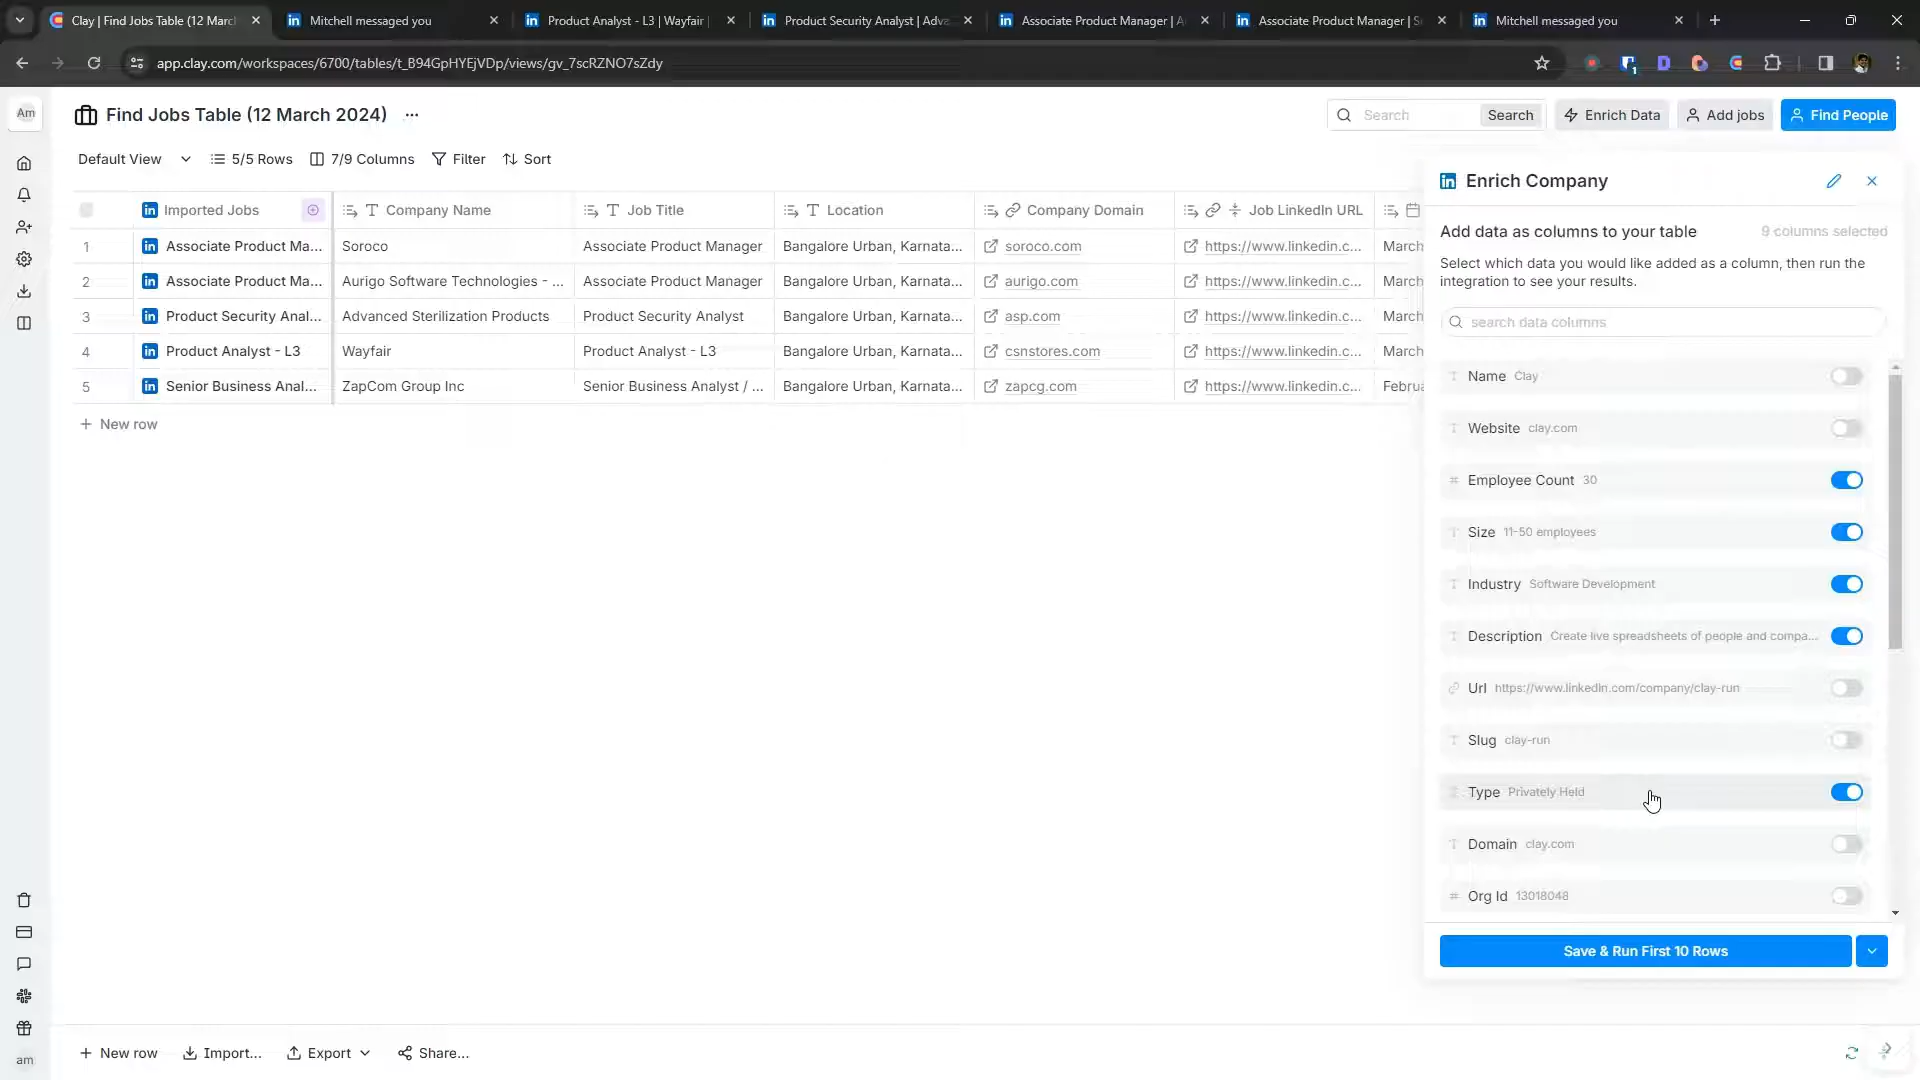 Clay | Find Jobs Table (12 March
Mitchell messaged you
Product Analyst - L3 | Wayfair |
Product Security Analyst | Adva
Associate Product Manager | A
Associate Product Manager | S
Mitchell messaged you
app.clay.com/workspaces/6700/tables/t_B94GpHYEjVDp/views/gv_7scRZNO7sZdy
Am
Find Jobs Table (12 March 2024)
Search
Search
Enrich Data
Add jobs
Find People
Default View
5/5 Rows
7/9 Columns
Filter
Sort
Imported Jobs
Company Name
Job Title
Location
Company Domain
Job LinkedIn URL
1
Associate Product Ma...
Soroco
Associate Product Manager
Bangalore Urban, Karnata...
soroco.com
https://www.linkedin.c...
March
2
Associate Product Ma...
Aurigo Software Technologies - ...
Associate Product Manager
Bangalore Urban, Karnata...
aurigo.com
https://www.linkedin.c...
March
3
Product Security Anal...
Advanced Sterilization Products
Product Security Analyst
Bangalore Urban, Karnata...
asp.com
https://www.linkedin.c...
March
4
Product Analyst - L3
Wayfair
Product Analyst - L3
Bangalore Urban, Karnata...
csnstores.com
https://www.linkedin.c...
March
5
Senior Business Anal...
ZapCom Group Inc
Senior Business Analyst / ...
Bangalore Urban, Karnata...
zapcg.com
https://www.linkedin.c...
Februa
+ New row
Enrich Company
Add data as columns to your table
9 columns selected
Select which data you would like added as a column, then run the
integration to see your results.
search data columns
Name Clay
Website clay.com
Employee Count 30
Size 11-50 employees
Industry Software Development
Description Create live spreadsheets of people and compa...
Url https://www.linkedin.com/company/clay-run
Slug clay-run
Type Privately Held
Domain clay.com
Org Id 13018048
Save & Run First 10 Rows
am
+ New row
Import...
Export
Share...